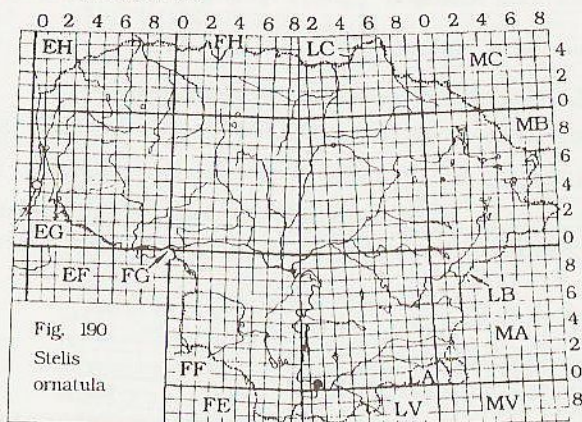 0 2 4 6 8 0 2 4 6 8 2 4 6 8 0 2 4 6 8
EH FH LC MC
4
2
0
MB
6
4
2
EG
0
EF FG
8
LB
6
Fig. 190
MA
4
Stelis
2
ornatula
FF
A
0
FE LV MV
8